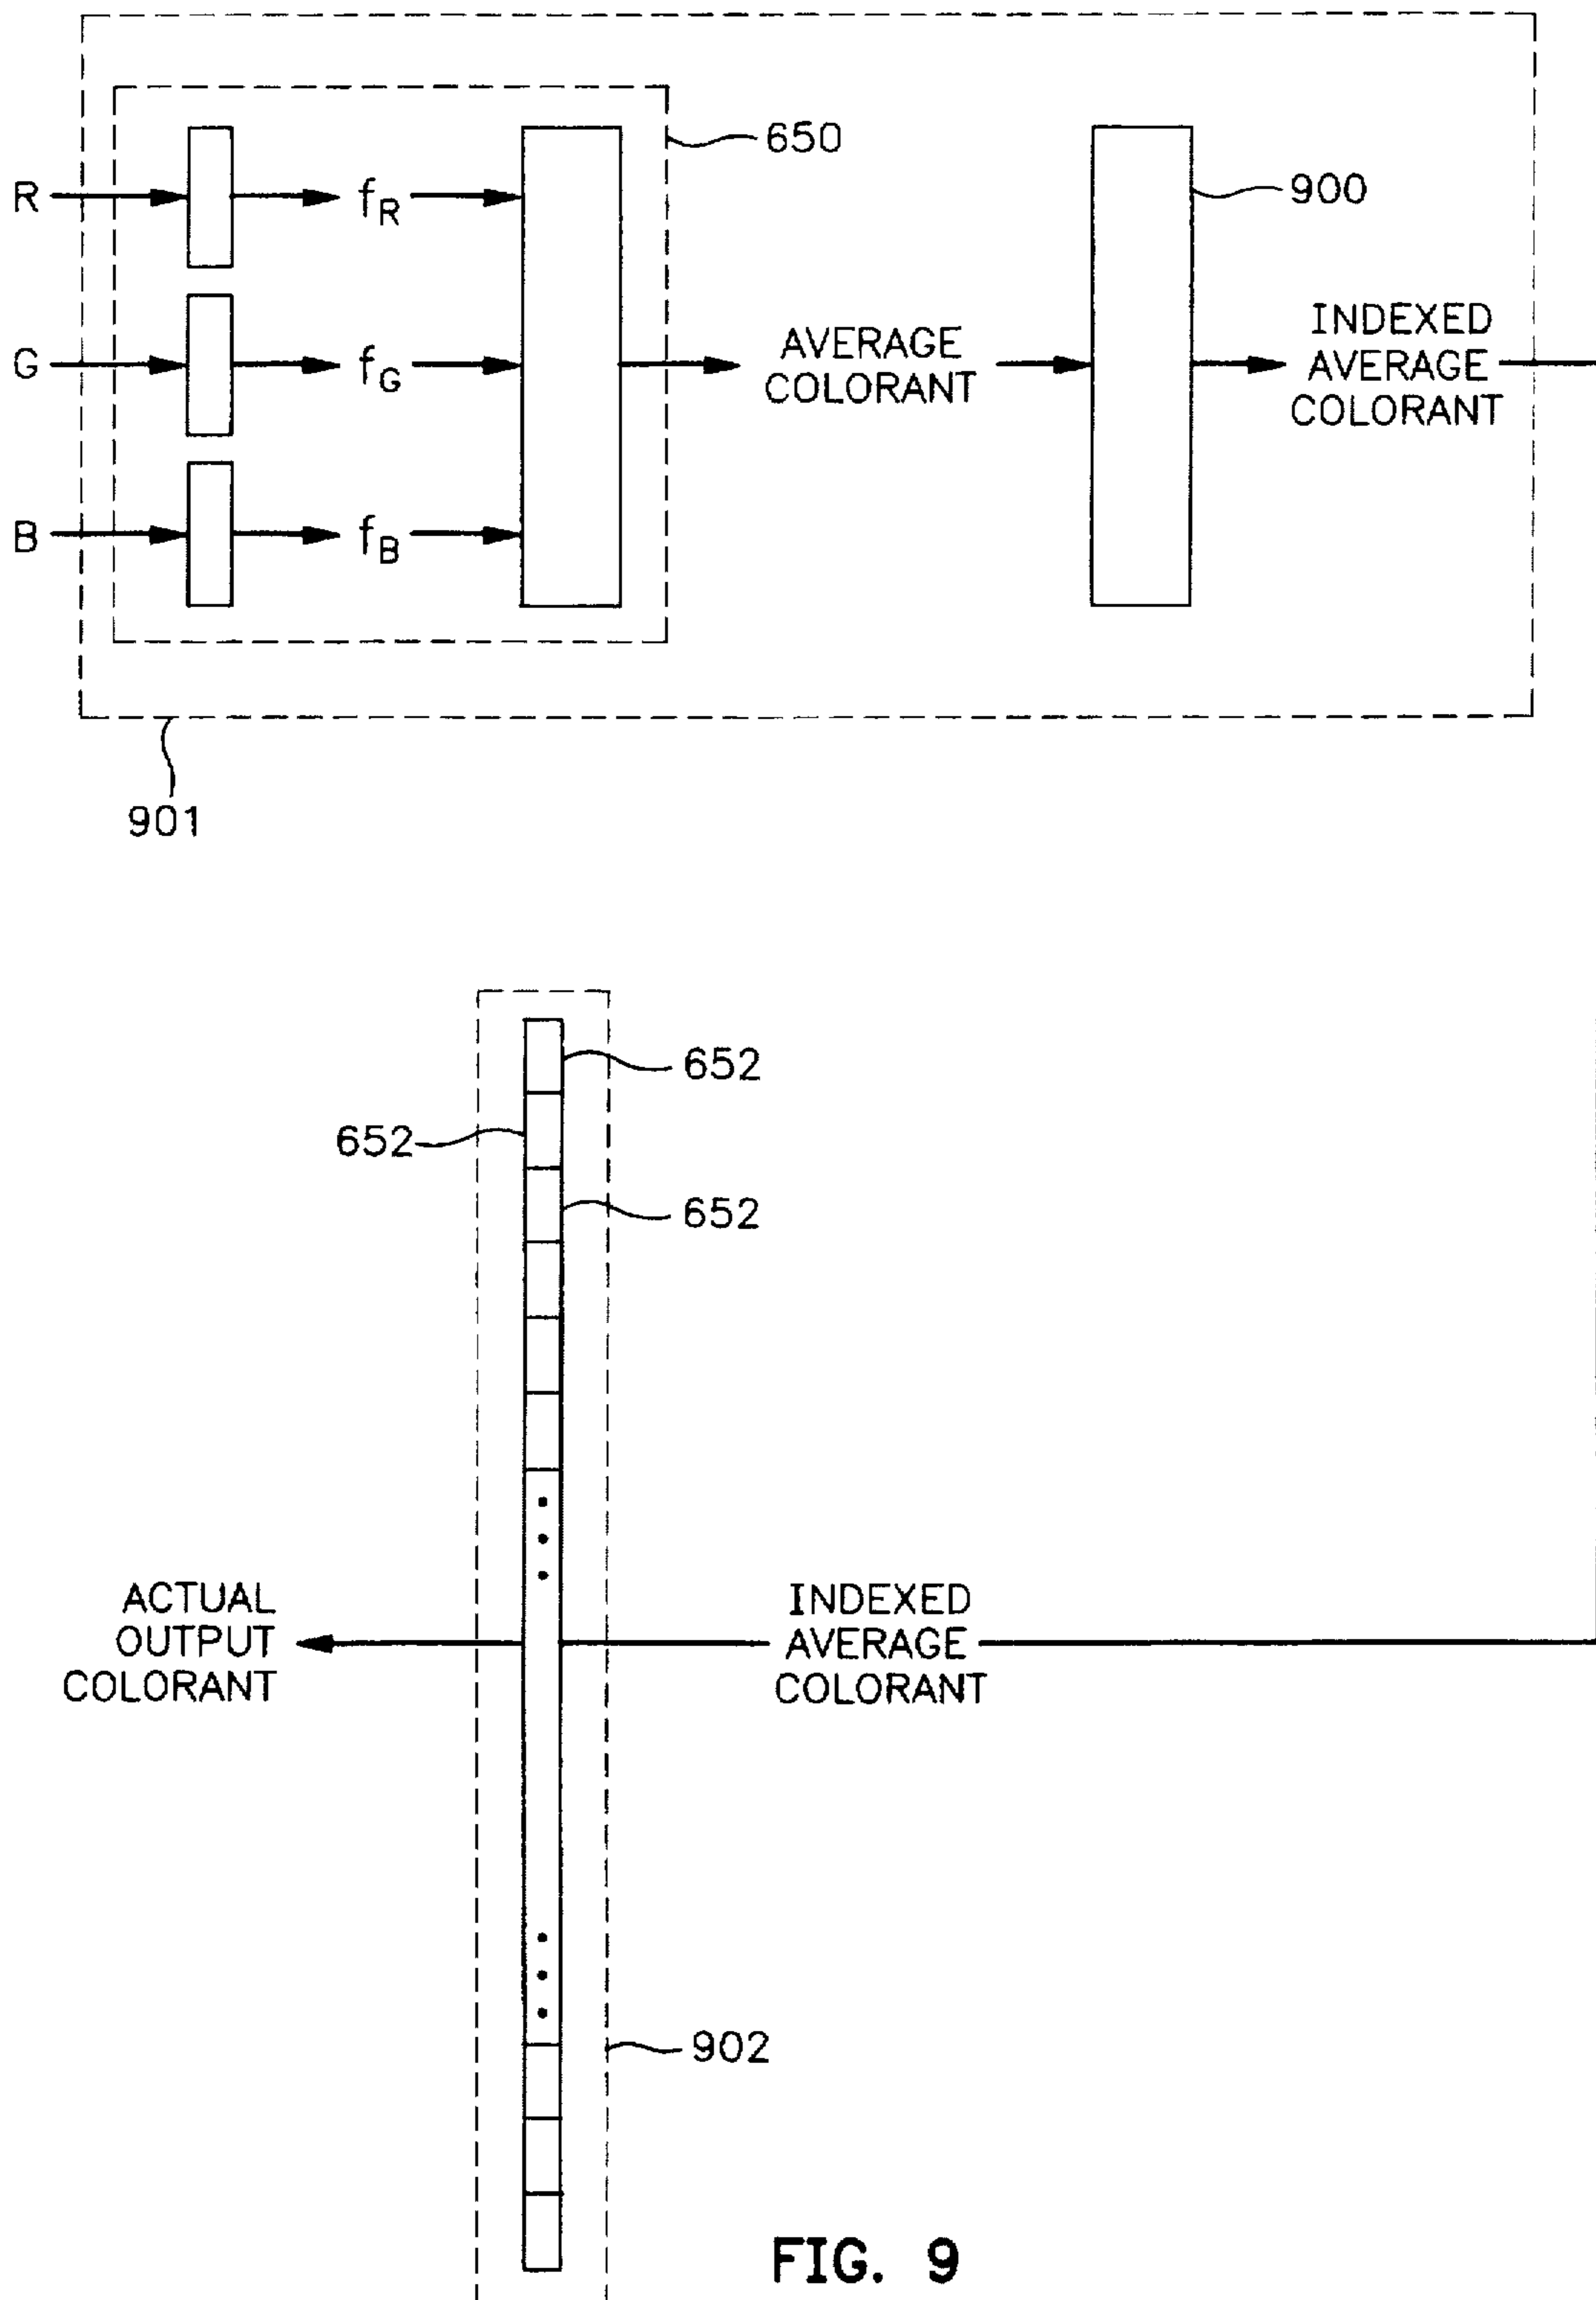 650
R
f_R
900
G
f_G
AVERAGE
COLORANT
INDEXED
AVERAGE
COLORANT
B
f_B
901
652
652
652
ACTUAL
OUTPUT
COLORANT
INDEXED
AVERAGE
COLORANT
902
FIG. 9